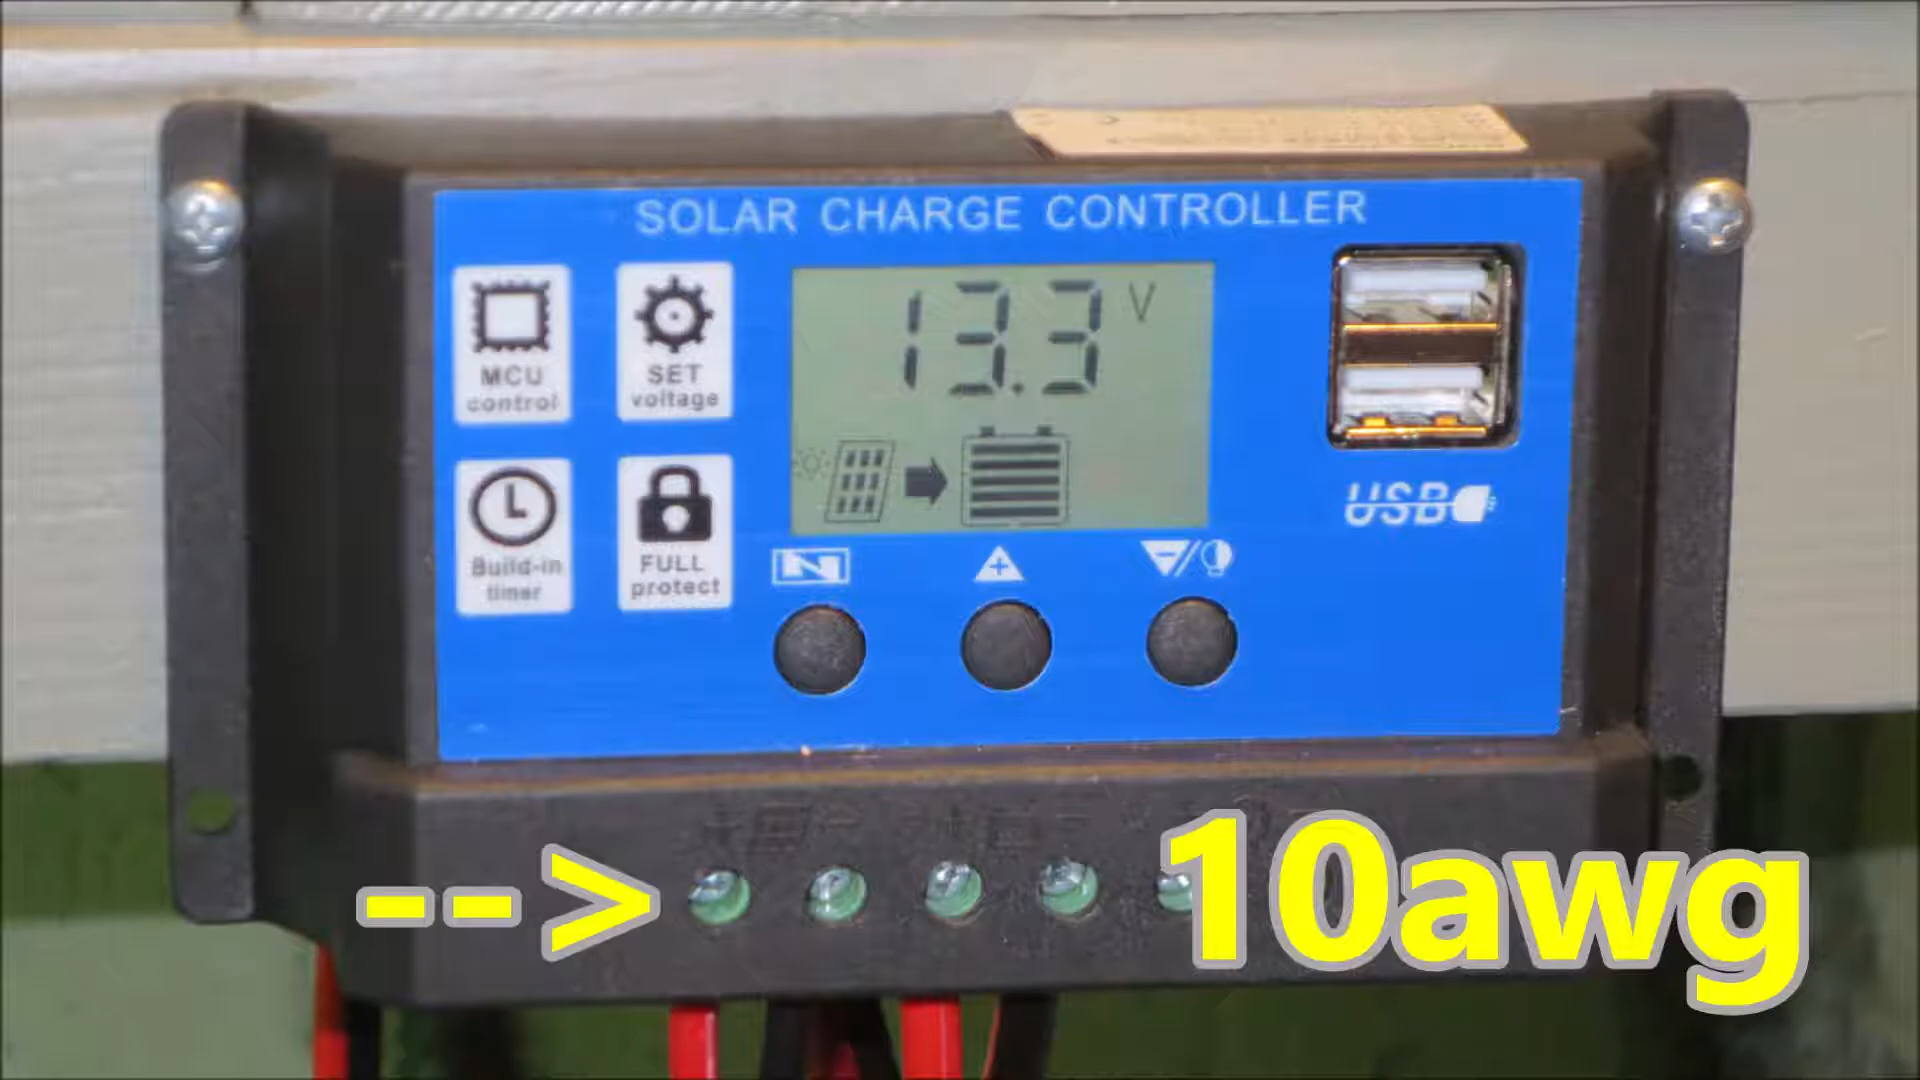 SOLAR CHARGE CONTROLLER
13.3 V
MCU
control
SET
voltage
Build-in
timer
FULL
protect
USB
--> 10awg